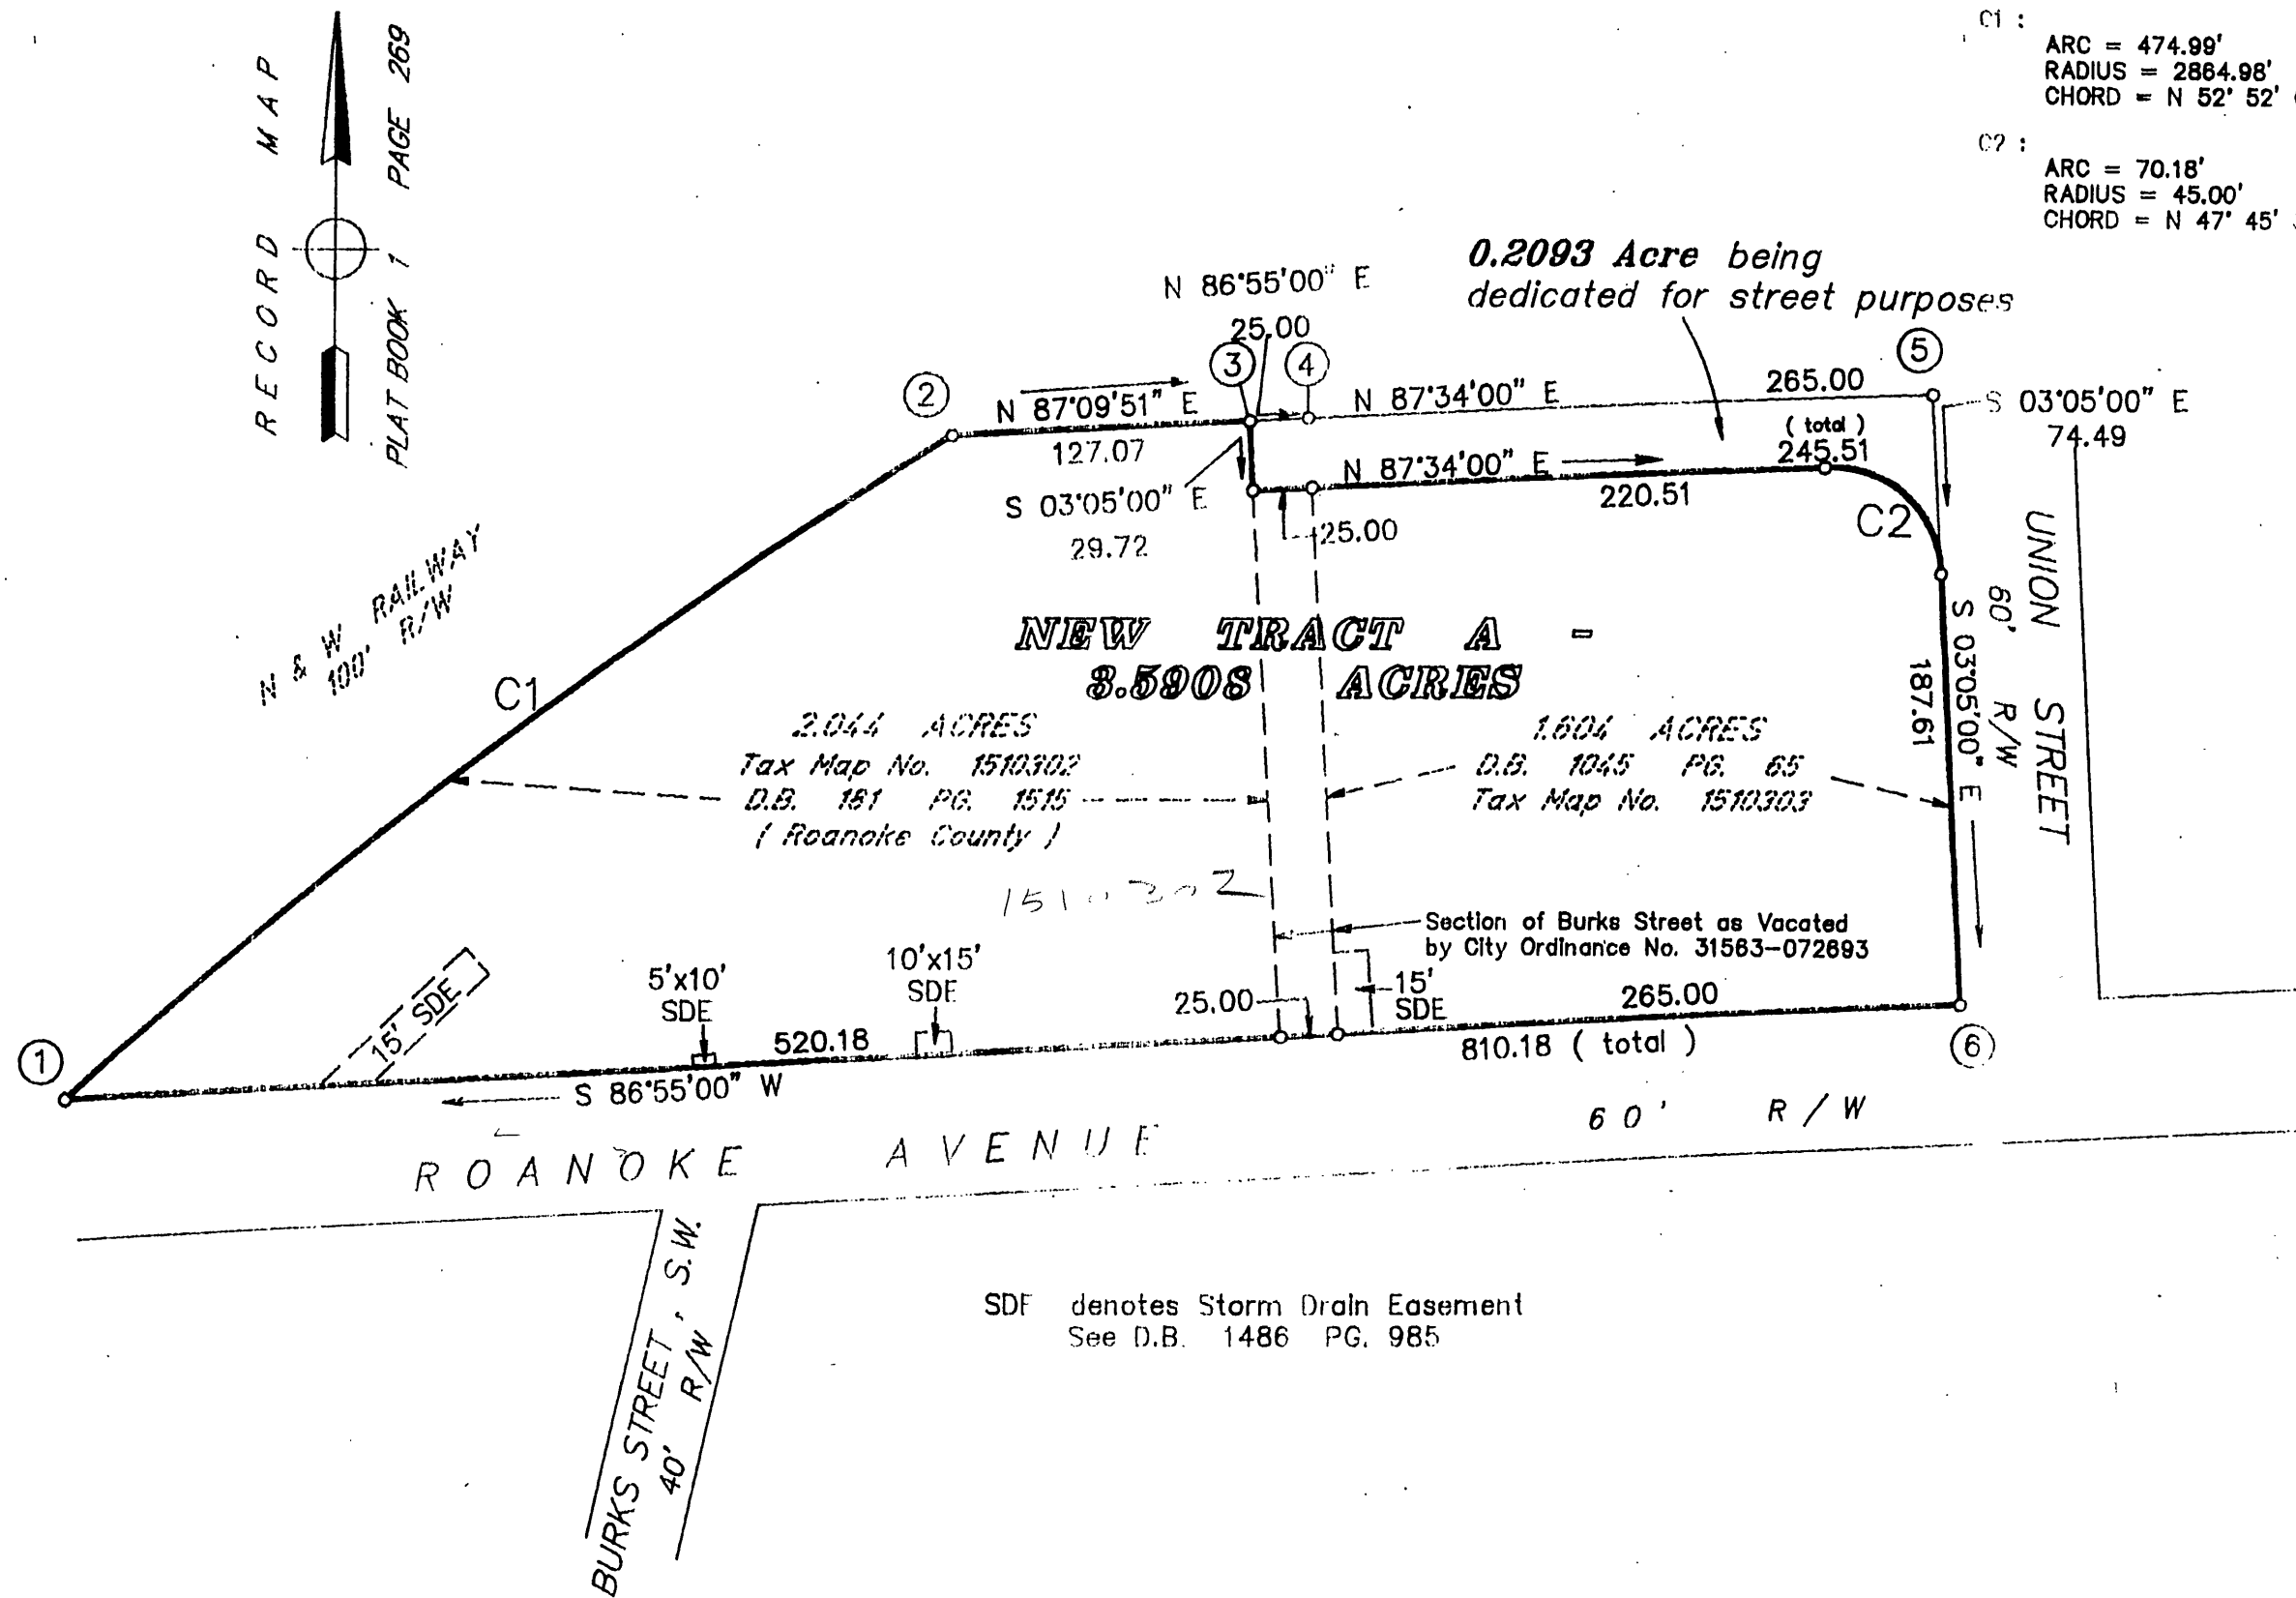 RECORD MAP
PLAT BOOK 1 PAGE 269
C1 :
ARC = 474.99'
RADIUS = 2864.98'
CHORD = N 52° 52'
C2 :
ARC = 70.18'
RADIUS = 45.00'
CHORD = N 47° 45'
0.2093 Acre being
dedicated for street purposes
N 86°55'00" E
25.00
2
3
4
5
N 87°09'51" E
127.07
N 87°34'00" E
265.00
S 03°05'00" E
74.49
( total )
245.51
N 87°34'00" E
220.51
S 03°05'00" E
29.72
25.00
C2
N & W RAILWAY
100' R/W
C1
NEW TRACT A -
3.5908 ACRES
UNION STREET
60' R/W
S 03°05'00" E
187.61
2.044 ACRES
Tax Map No. 1510302
D.B. 181 PG. 1515
( Roanoke County )
1.604 ACRES
D.B. 1045 PG. 65
Tax Map No. 1510303
1510302
Section of Burks Street as Vacated
by City Ordinance No. 31563-072693
15' SDE
5'x10'
SDE
10'x15'
SDE
25.00
15'
SDE
265.00
1
520.18
810.18 ( total )
6
S 86°55'00" W
60' R/W
ROANOKE AVENUE
BURKS STREET, S.W.
40' R/W
SDE denotes Storm Drain Easement
See D.B. 1486 PG. 985